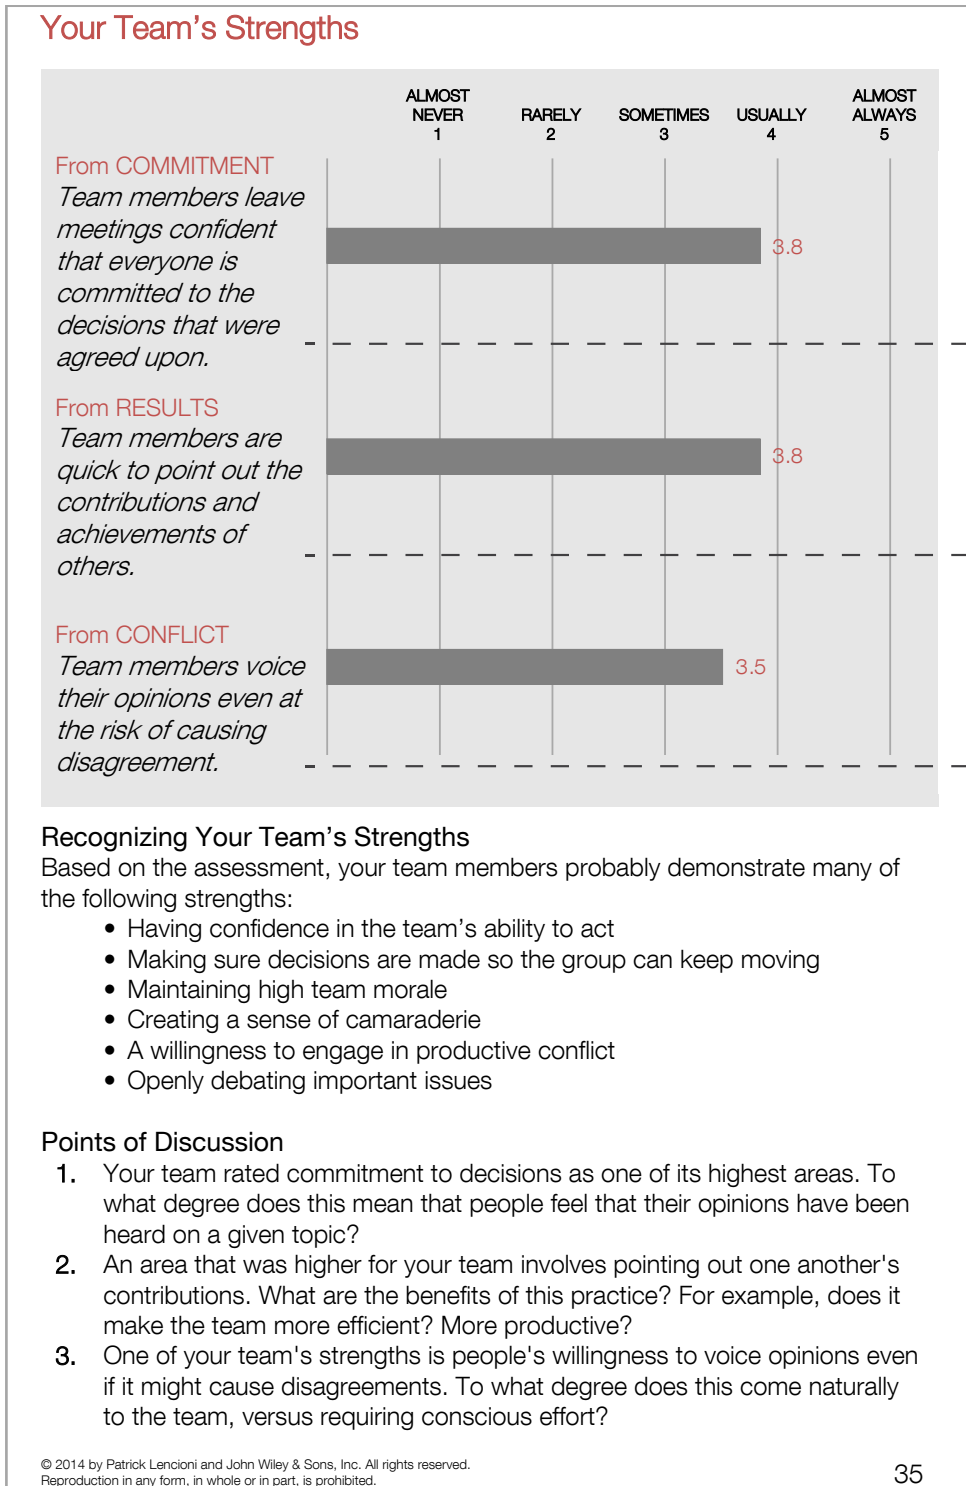 Your Team's Strengths
ALMOST NEVER 1
RARELY 2
SOMETIMES 3
USUALLY 4
ALMOST ALWAYS 5
From COMMITMENT
Team members leave
meetings confident
that everyone is
committed to the
decisions that were
agreed upon.
3.8
From RESULTS
Team members are
quick to point out the
contributions and
achievements of
others.
3.8
From CONFLICT
Team members voice
their opinions even at
the risk of causing
disagreement.
3.5
Recognizing Your Team's Strengths
Based on the assessment, your team members probably demonstrate many of
the following strengths:
• Having confidence in the team's ability to act
• Making sure decisions are made so the group can keep moving
• Maintaining high team morale
• Creating a sense of camaraderie
• A willingness to engage in productive conflict
• Openly debating important issues
Points of Discussion
1. Your team rated commitment to decisions as one of its highest areas. To
what degree does this mean that people feel that their opinions have been
heard on a given topic?
2. An area that was higher for your team involves pointing out one another's
contributions. What are the benefits of this practice? For example, does it
make the team more efficient? More productive?
3. One of your team's strengths is people's willingness to voice opinions even
if it might cause disagreements. To what degree does this come naturally
to the team, versus requiring conscious effort?
© 2014 by Patrick Lencioni and John Wiley & Sons, Inc. All rights reserved.
Reproduction in any form, in whole or in part, is prohibited.
35